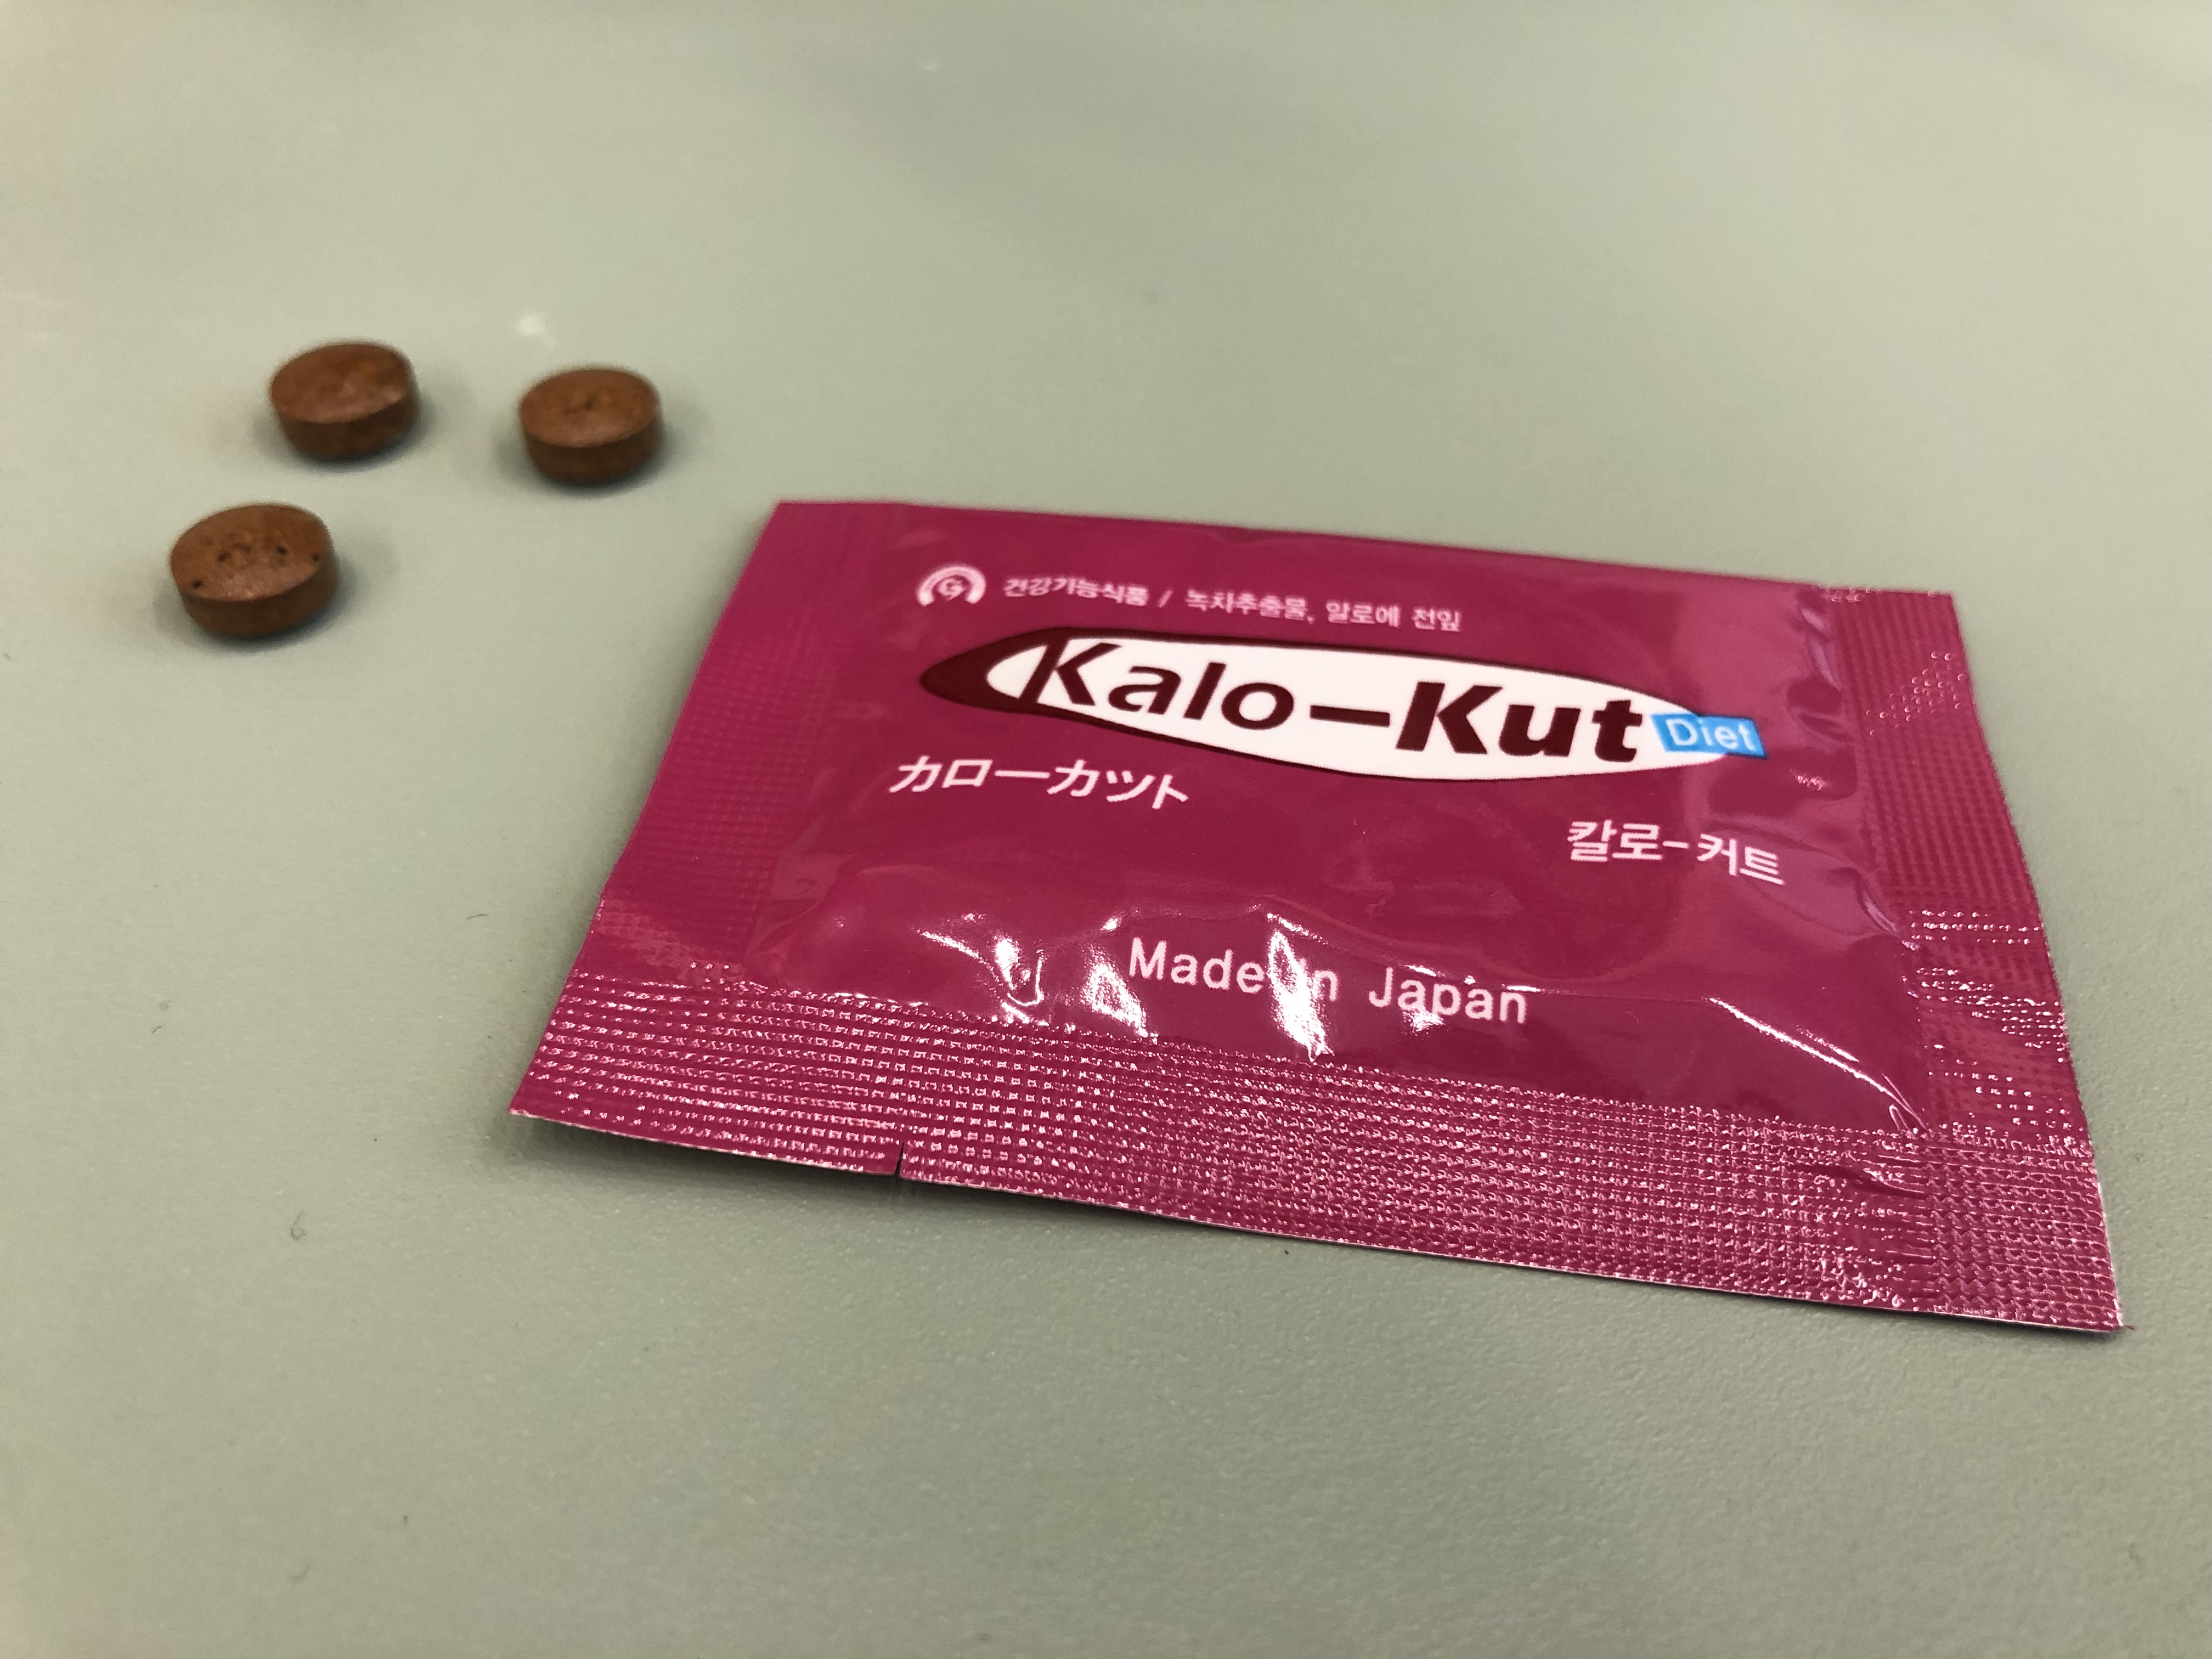 건강기능식품 / 녹차추출물, 알로에 전잎
Kalo-Kut Diet
カローカット
칼로-커트
Made in Japan